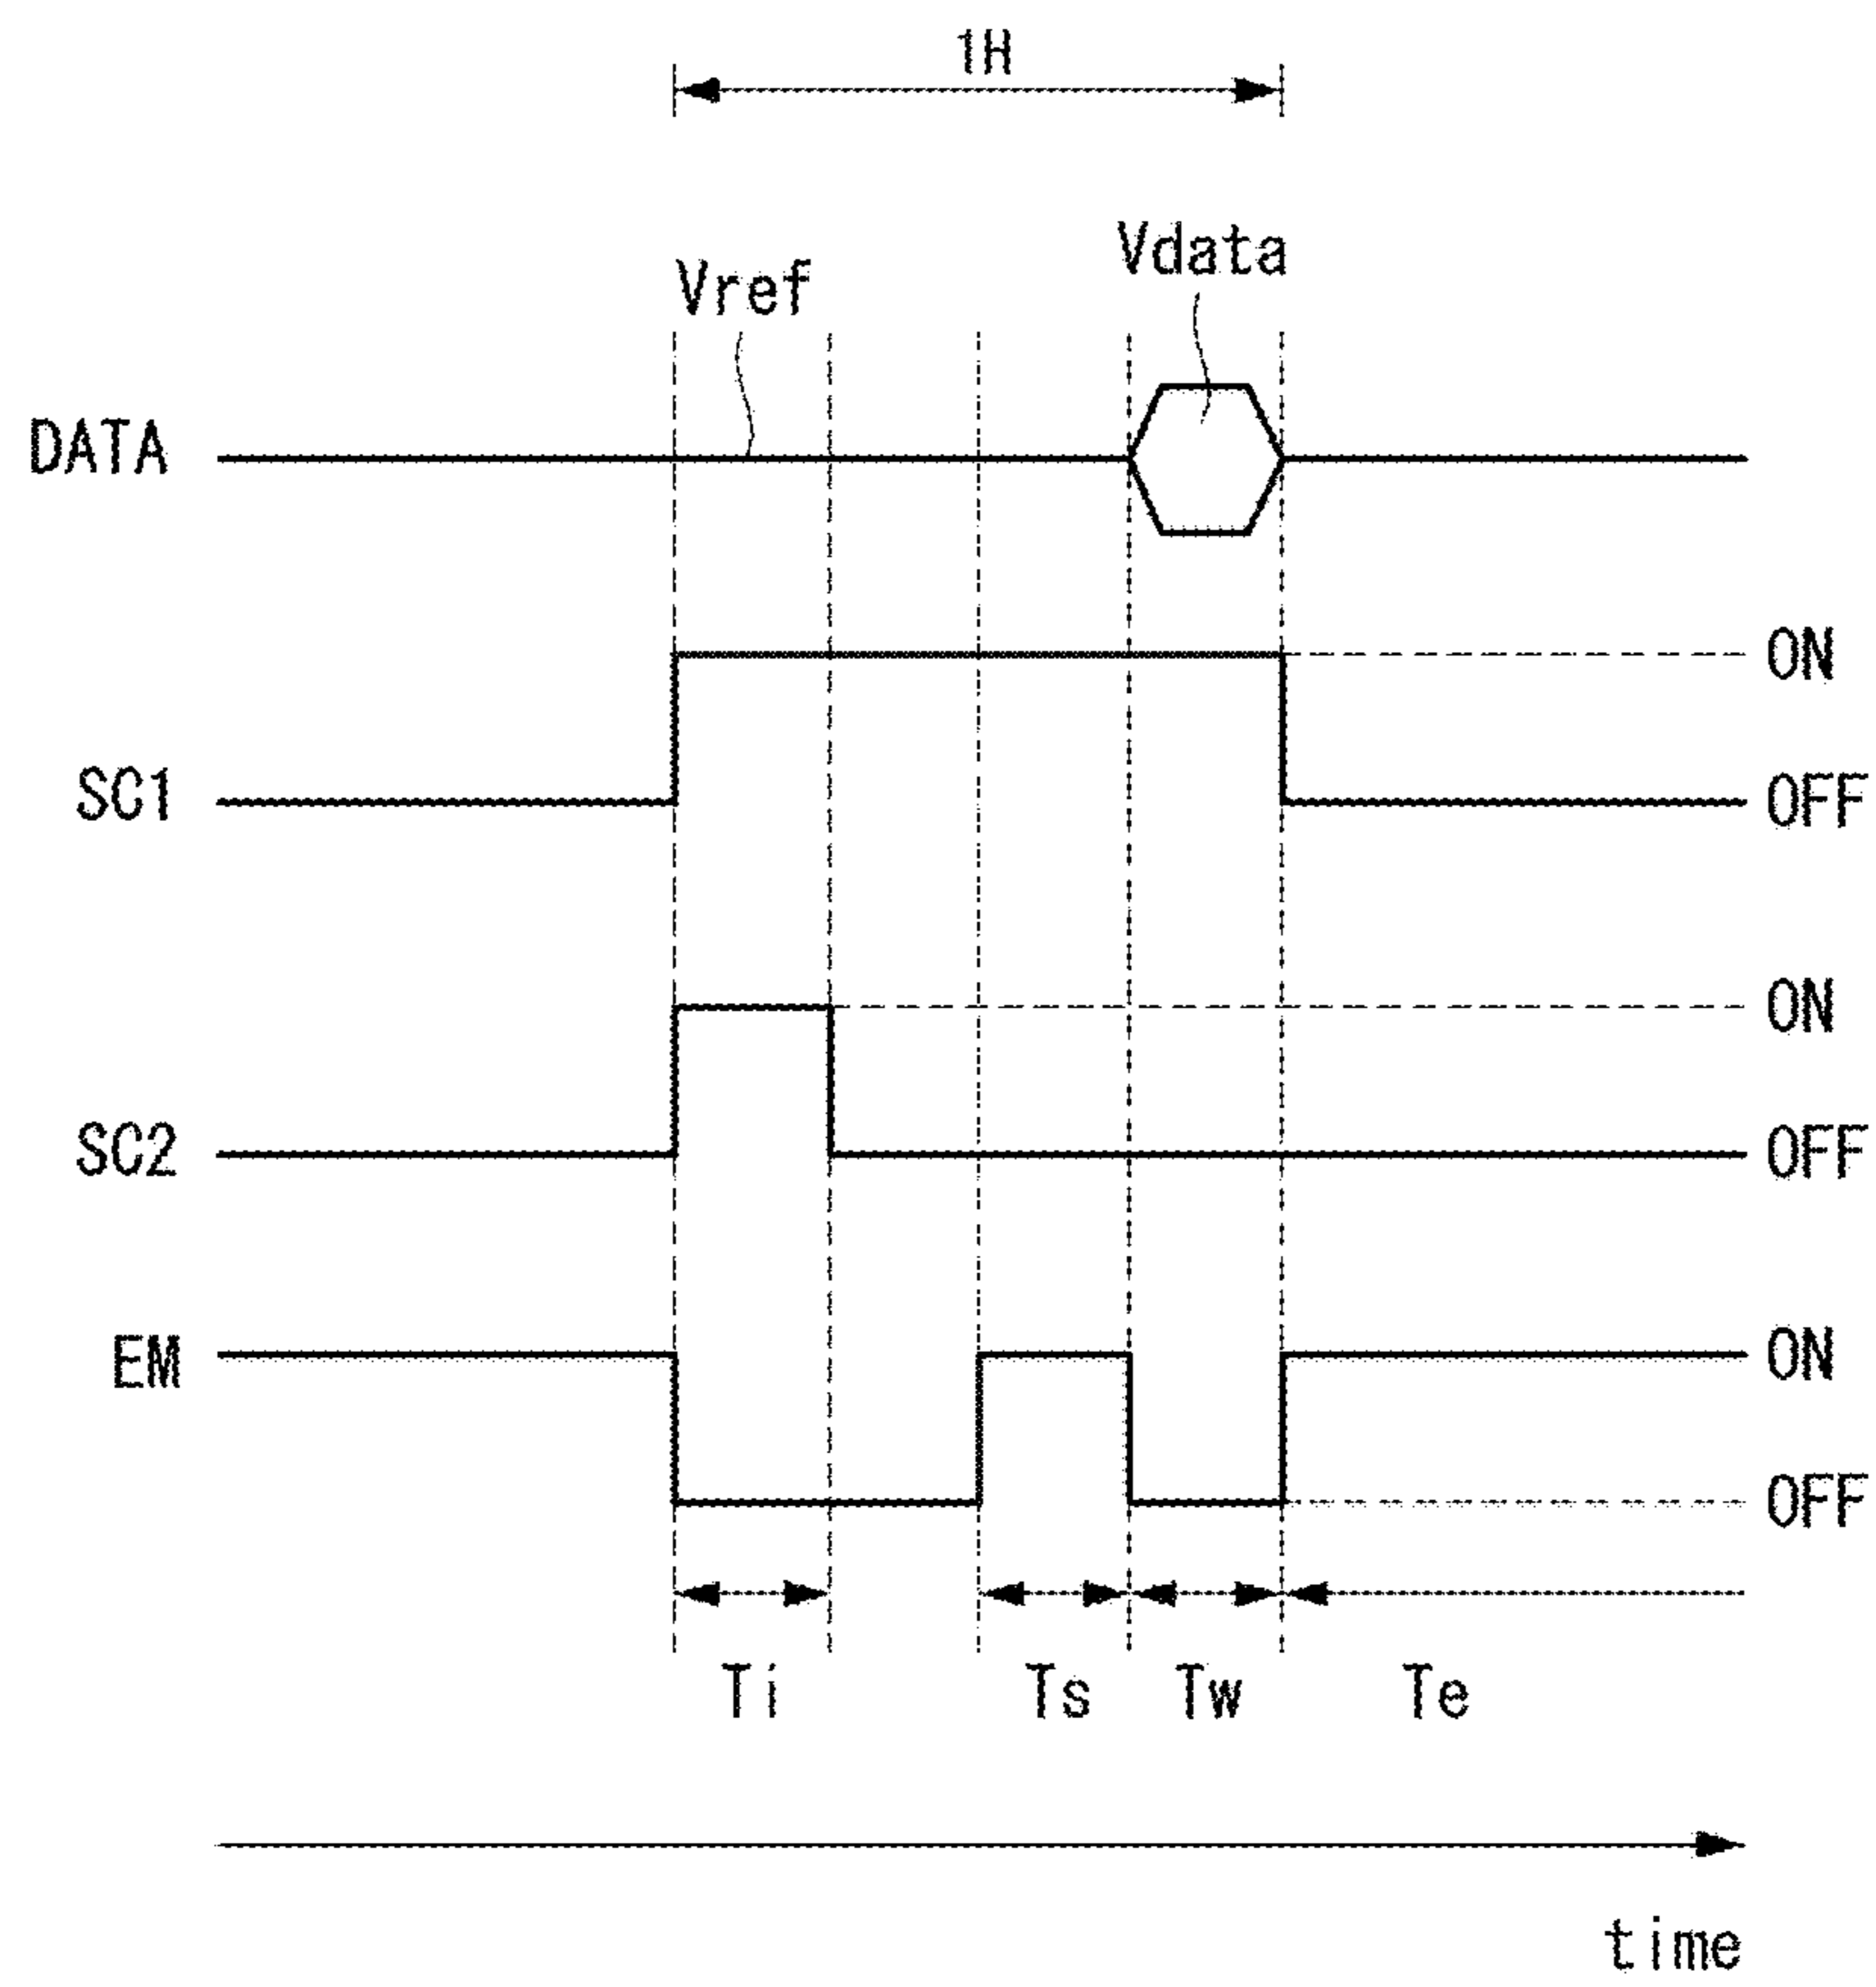 1H
Vref
Vdata
DATA
ON
SC1
OFF
ON
SC2
OFF
EM
ON
OFF
Ti
Ts
Tw
Te
time